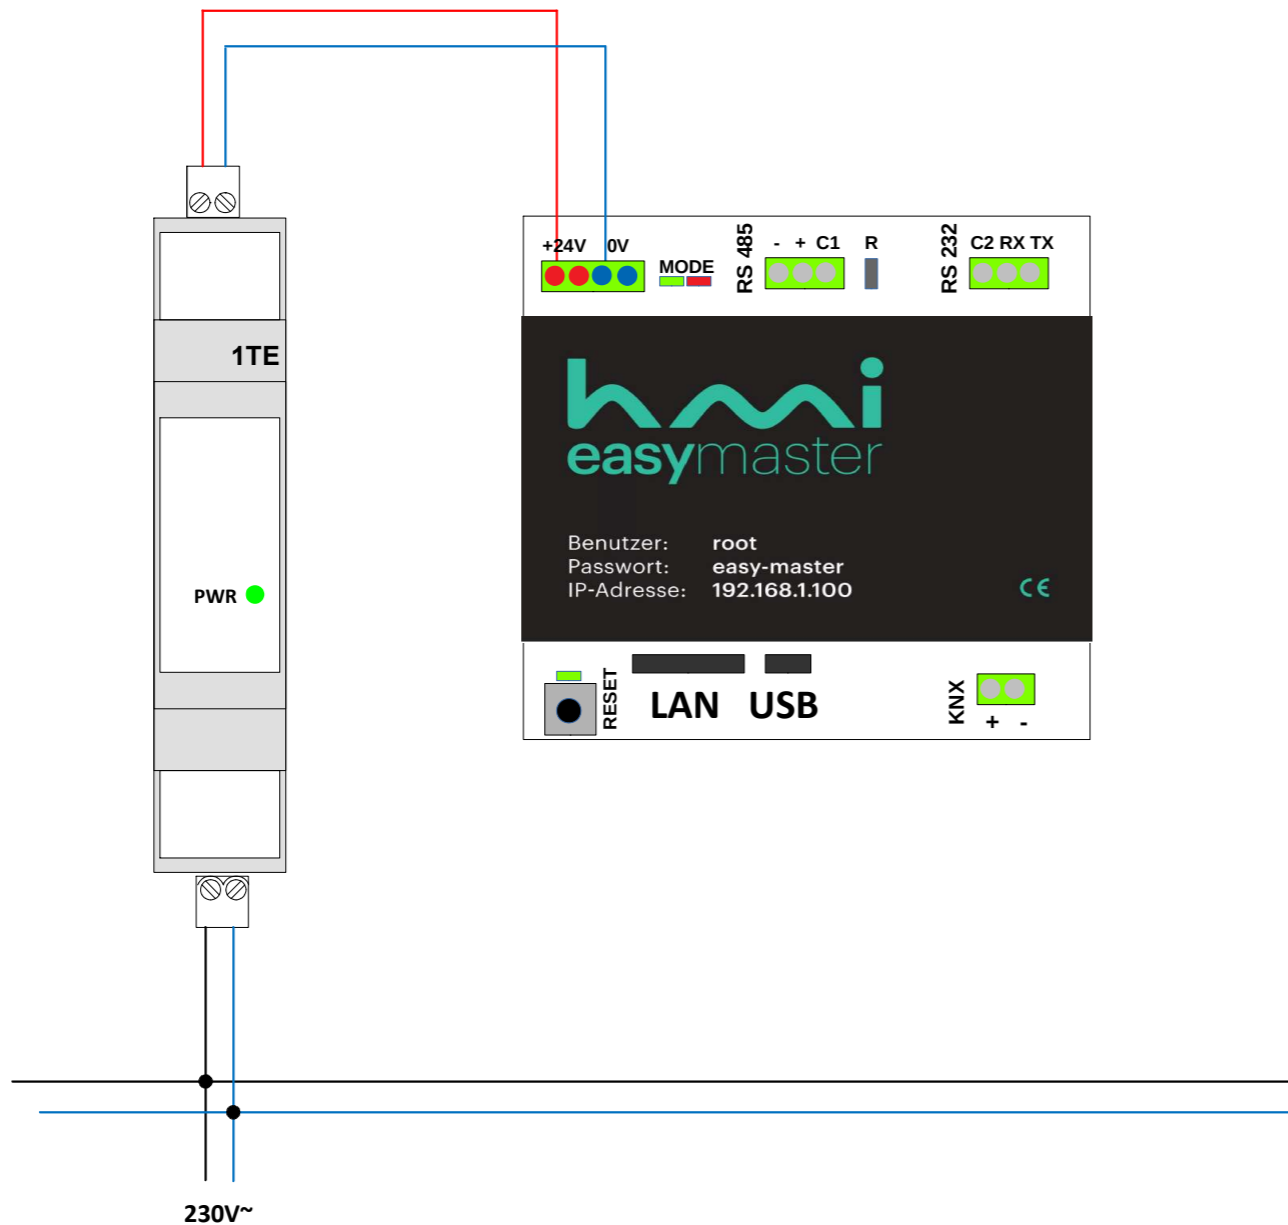 +24V 0V
MODE
RS 485
- + C1
R
RS 232
C2 RX TX
1TE
hmi
easymaster
Benutzer: root
Passwort: easy-master
IP-Adresse: 192.168.1.100
CE
PWR
RESET
LAN
USB
KNX
+ -
230V~